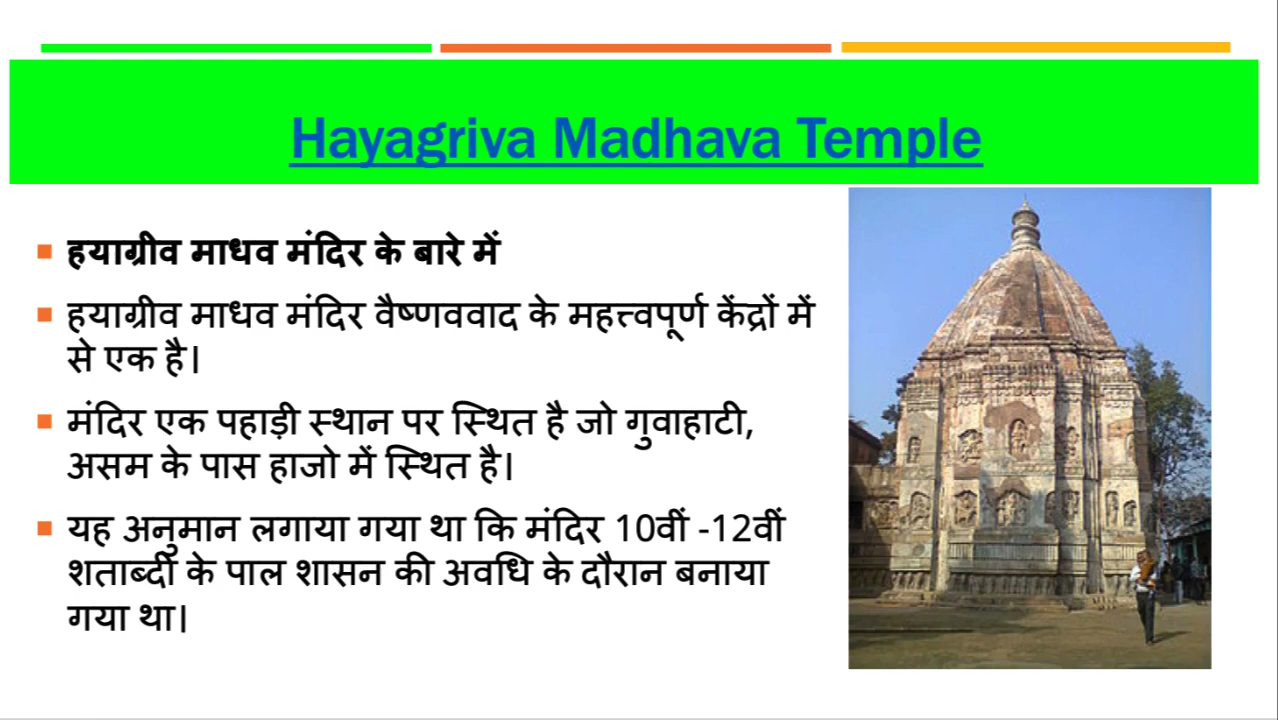 Hayagriva Madhava Temple
हयाग्रीव माधव मंदिर के बारे में
हयाग्रीव माधव मंदिर वैष्णववाद के महत्त्वपूर्ण केंद्रों में
से एक है।
मंदिर एक पहाड़ी स्थान पर स्थित है जो गुवाहाटी,
असम के पास हाजो में स्थित है।
यह अनुमान लगाया गया था कि मंदिर 10वीं -12वीं
शताब्दी के पाल शासन की अवधि के दौरान बनाया
गया था।